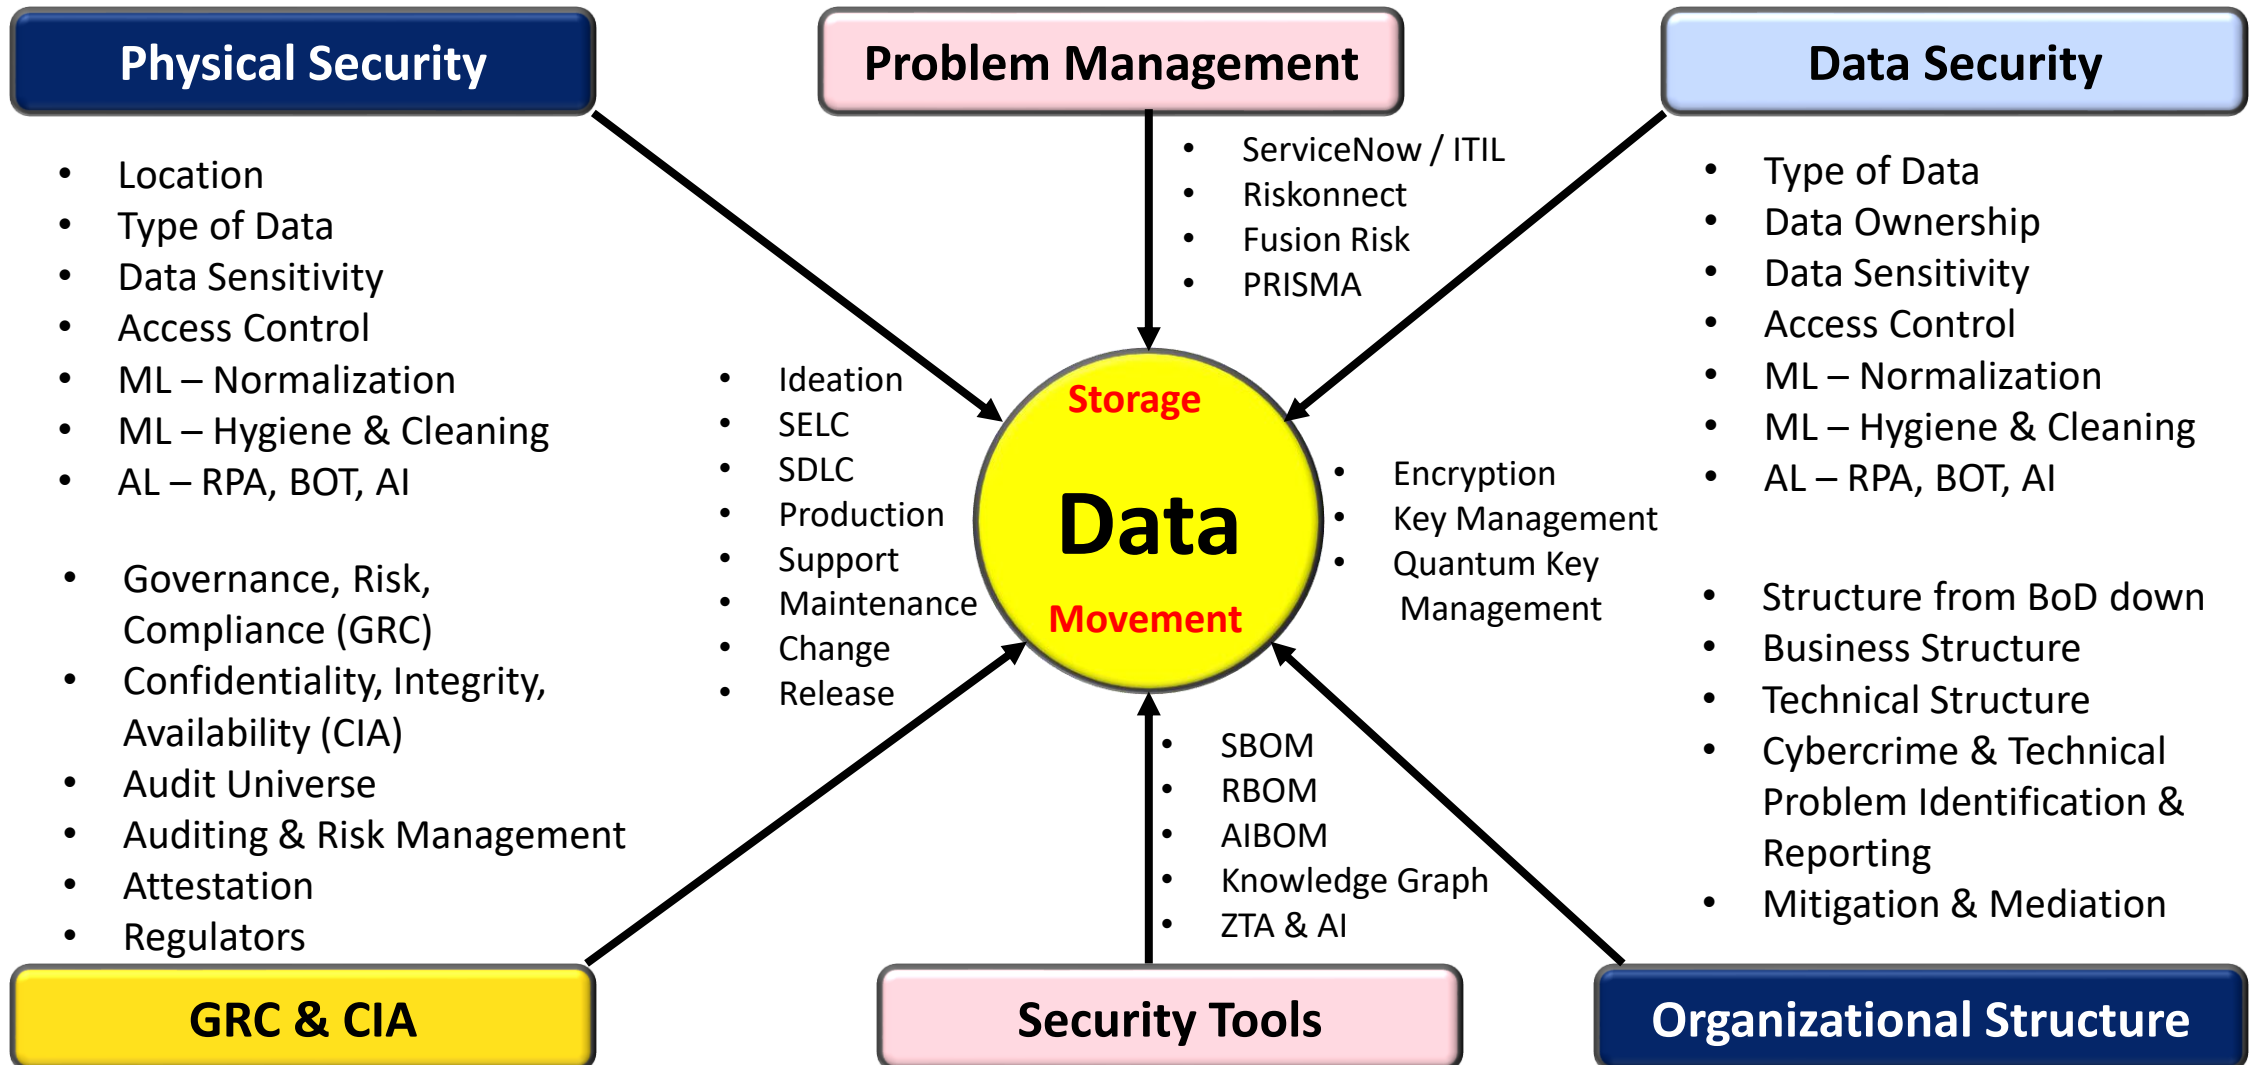 Physical Security
• Location
• Type of Data
• Data Sensitivity
• Access Control
• ML – Normalization
• ML – Hygiene & Cleaning
• AL – RPA, BOT, AI
Problem Management
• ServiceNow / ITIL
• Riskonnect
• Fusion Risk
• PRISMA
Data Security
• Type of Data
• Data Ownership
• Data Sensitivity
• Access Control
• ML – Normalization
• ML – Hygiene & Cleaning
• AL – RPA, BOT, AI
• Ideation
• SELC
• SDLC
• Production
• Support
• Maintenance
• Change
• Release
Storage
Data
Movement
• Encryption
• Key Management
• Quantum Key
Management
• Governance, Risk,
Compliance (GRC)
• Confidentiality, Integrity,
Availability (CIA)
• Audit Universe
• Auditing & Risk Management
• Attestation
• Regulators
GRC & CIA
• SBOM
• RBOM
• AIBOM
• Knowledge Graph
• ZTA & AI
Security Tools
• Structure from BoD down
• Business Structure
• Technical Structure
• Cybercrime & Technical
Problem Identification &
Reporting
• Mitigation & Mediation
Organizational Structure